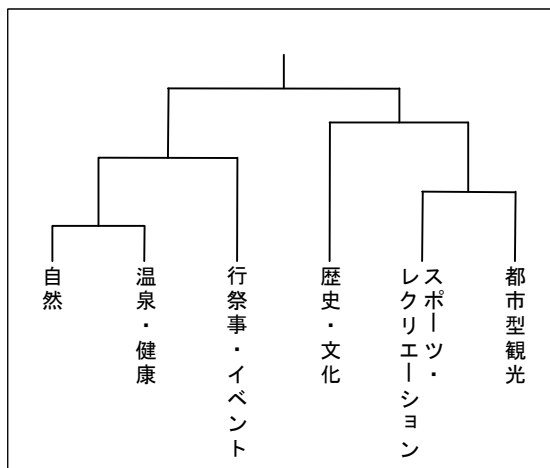 自然
温泉・健康
行祭事・イベント
歴史・文化
スポーツ・
レクリエーション
都市型観光